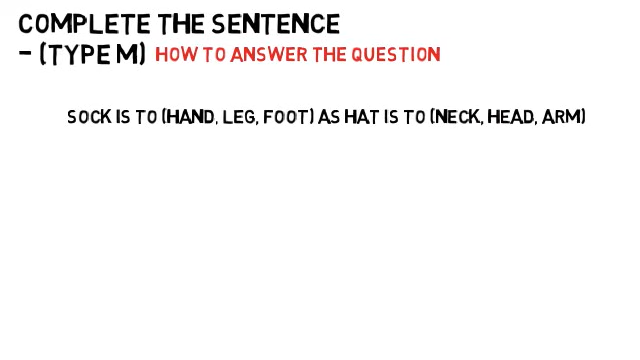 COMPLETE THE SENTENCE
- (TYPE M) HOW TO ANSWER THE QUESTION
SOCK IS TO (HAND, LEG, FOOT) AS HAT IS TO (NECK, HEAD, ARM)